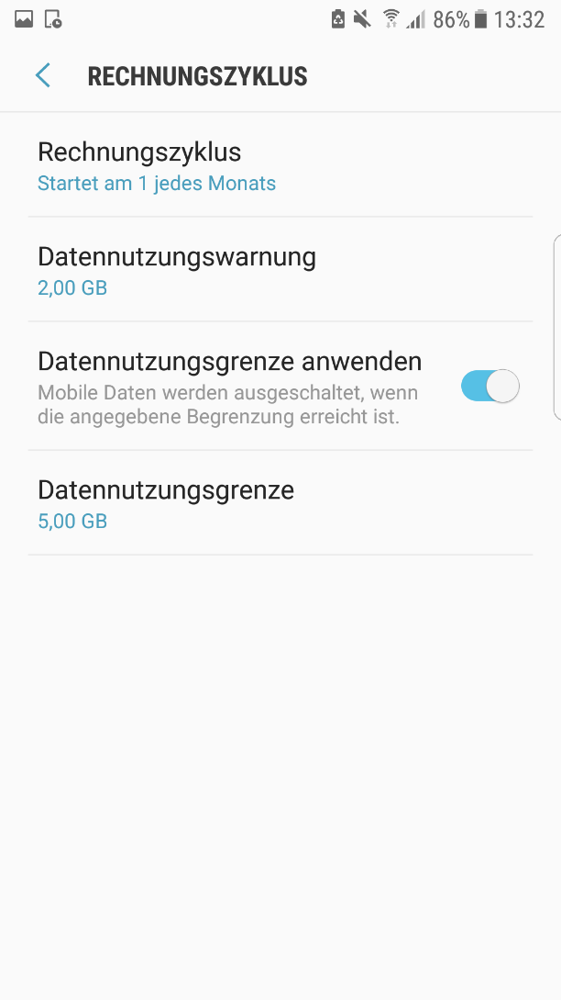 86% 13:32
RECHNUNGSZYKLUS
Rechnungszyklus
Startet am 1 jedes Monats
Datennutzungswarnung
2,00 GB
Datennutzungsgrenze anwenden
Mobile Daten werden ausgeschaltet, wenn
die angegebene Begrenzung erreicht ist.
Datennutzungsgrenze
5,00 GB